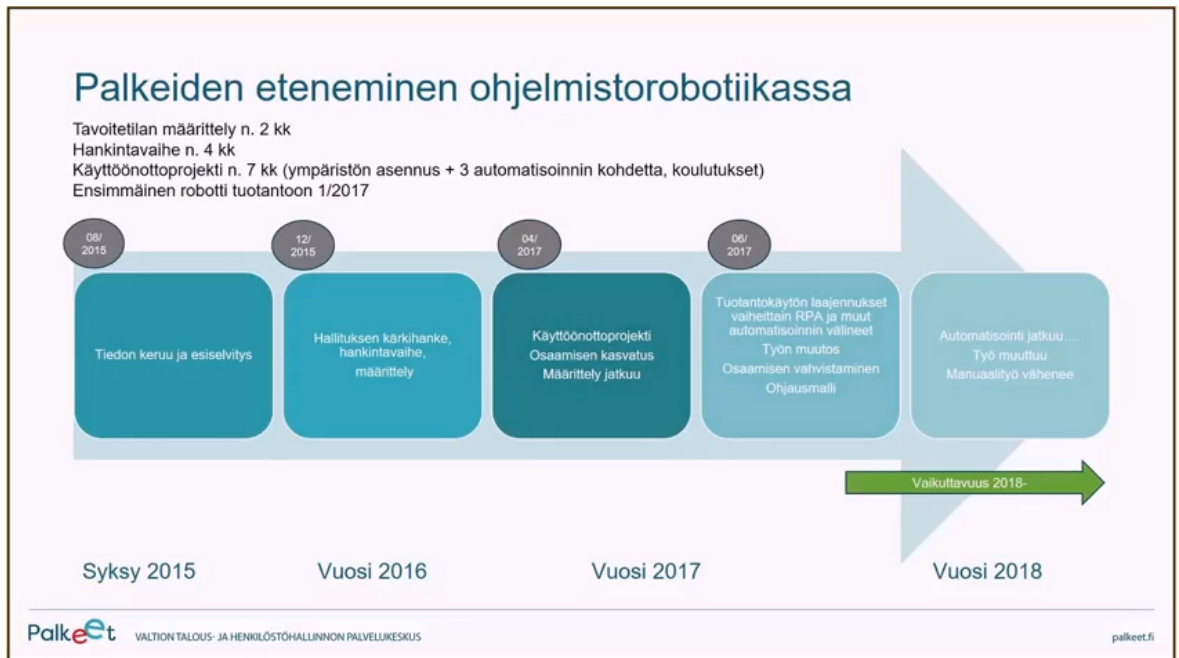 Palkeiden eteneminen ohjelmistorobotiikassa
Tavoitetilan määrittely n. 2 kk
Hankintavaihe n. 4 kk
Käyttöönottoprojekti n. 7 kk (ympäristön asennus + 3 automatisoinnin kohdetta, koulutukset)
Ensimmäinen robotti tuotantoon 1/2017
08/
2015
Tiedon keruu ja esiselvitys
12/
2015
Hallituksen kärkihanke,
hankintavaihe,
määrittely
04/
2017
Käyttöönottoprojekti
Osaamisen kasvatus
Määrittely jatkuu
06/
2017
Tuotantokäytön laajennukset
vaiheittain RPA ja muut
automatisoinnin välineet
Työn muutos
Osaamisen vahvistaminen
Ohjausmalli
Automatisointi jatkuu....
Työ muuttuu
Manuaalityö vähenee
Vaikuttavuus 2018-
Syksy 2015
Vuosi 2016
Vuosi 2017
Vuosi 2018
Palkeet
VALTION TALOUS- JA HENKILÖSTÖHALLINNON PALVELUKESKUS
palkeet.fi